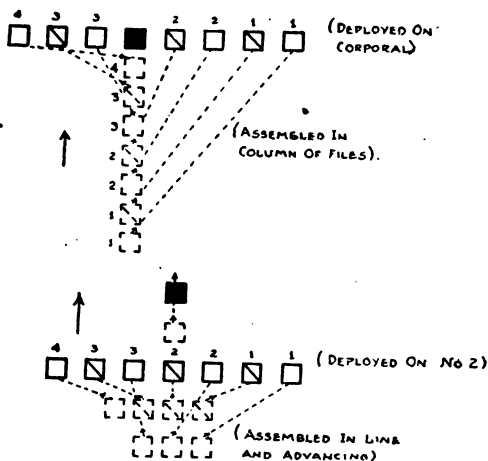 4 3 3 2 2 1 1 (DEPLOYED ON
CORPORAL)
4
3
3 (ASSEMBLED IN
COLUMN OF FILES).
2
2
1
1
4 3 3 2 2 1 1 (DEPLOYED ON NO 2)
(ASSEMBLED IN LINE
AND ADVANCING)